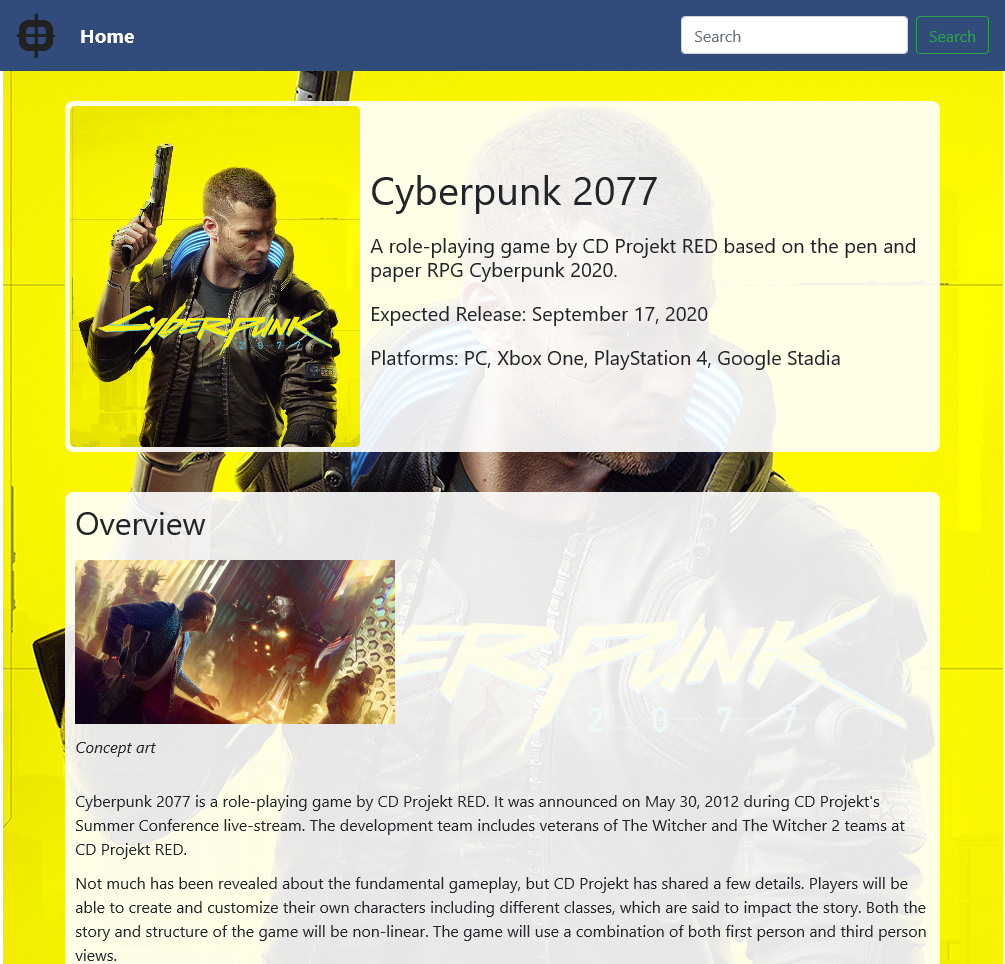 Home
Search
Search
Cyberpunk 2077
A role-playing game by CD Projekt RED based on the pen and
paper RPG Cyberpunk 2020.
Expected Release: September 17, 2020
Platforms: PC, Xbox One, PlayStation 4, Google Stadia
CYBERPUNK
2077
Overview
ERPUNK
2077
Concept art
Cyberpunk 2077 is a role-playing game by CD Projekt RED. It was announced on May 30, 2012 during CD Projekt's
Summer Conference live-stream. The development team includes veterans of The Witcher and The Witcher 2 teams at
CD Projekt RED.
Not much has been revealed about the fundamental gameplay, but CD Projekt has shared a few details. Players will be
able to create and customize their own characters including different classes, which are said to impact the story. Both the
story and structure of the game will be non-linear. The game will use a combination of both first person and third person
views.